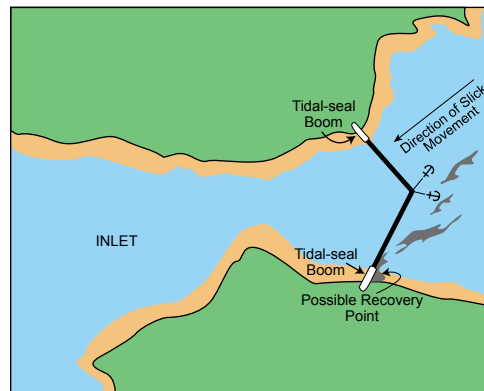 Tidal-seal
Boom
Direction of Slick
Movement
INLET
Tidal-seal
Boom
Possible Recovery
Point